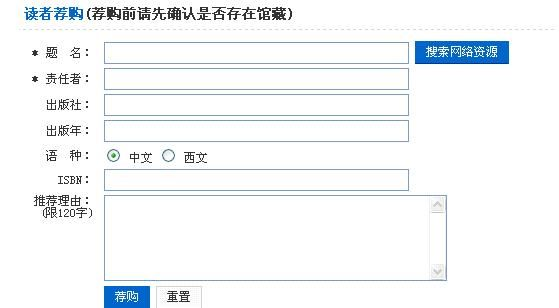 读者荐购(荐购前请先确认是否存在馆藏)
* 题 名： 搜索网络资源
* 责任者：
出版社：
出版年：
语 种： 中文 西文
ISBN：
推荐理由：
(限120字)
荐购 重置